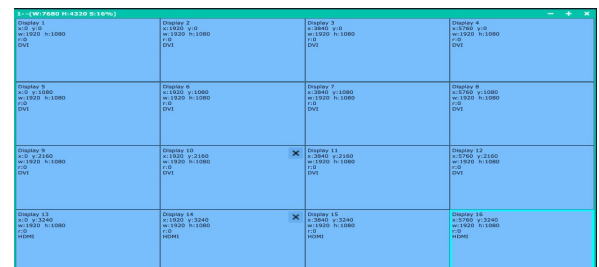 1--(W:7680 H:4320 S:16%)
Display 1
x:0 y:0
w:1920 h:1080
r:0
DVI
Display 2
x:1920 y:0
w:1920 h:1080
r:0
DVI
Display 3
x:3840 y:0
w:1920 h:1080
r:0
DVI
Display 4
x:5760 y:0
w:1920 h:1080
r:0
DVI
Display 5
x:0 y:1080
w:1920 h:1080
r:0
DVI
Display 6
x:1920 y:1080
w:1920 h:1080
r:0
DVI
Display 7
x:3840 y:1080
w:1920 h:1080
r:0
DVI
Display 8
x:5760 y:1080
w:1920 h:1080
r:0
DVI
Display 9
x:0 y:2160
w:1920 h:1080
r:0
DVI
Display 10
x:1920 y:2160
w:1920 h:1080
r:0
DVI
Display 11
x:3840 y:2160
w:1920 h:1080
r:0
DVI
Display 12
x:5760 y:2160
w:1920 h:1080
r:0
DVI
Display 13
x:0 y:3240
w:1920 h:1080
r:0
HDMI
Display 14
x:1920 y:3240
w:1920 h:1080
r:0
HDMI
Display 15
x:3840 y:3240
w:1920 h:1080
r:0
HDMI
Display 16
x:5760 y:3240
w:1920 h:1080
r:0
HDMI